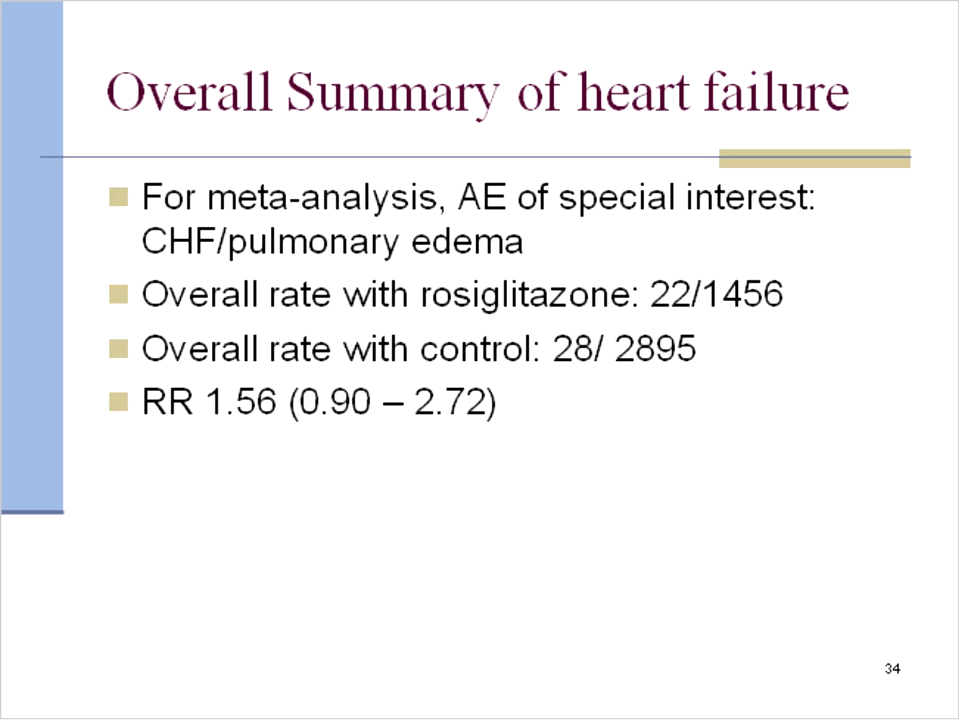 Overall Summary of heart failure
For meta-analysis, AE of special interest:
CHF/pulmonary edema
Overall rate with rosiglitazone: 22/1456
Overall rate with control: 28/ 2895
RR 1.56 (0.90 – 2.72)
34